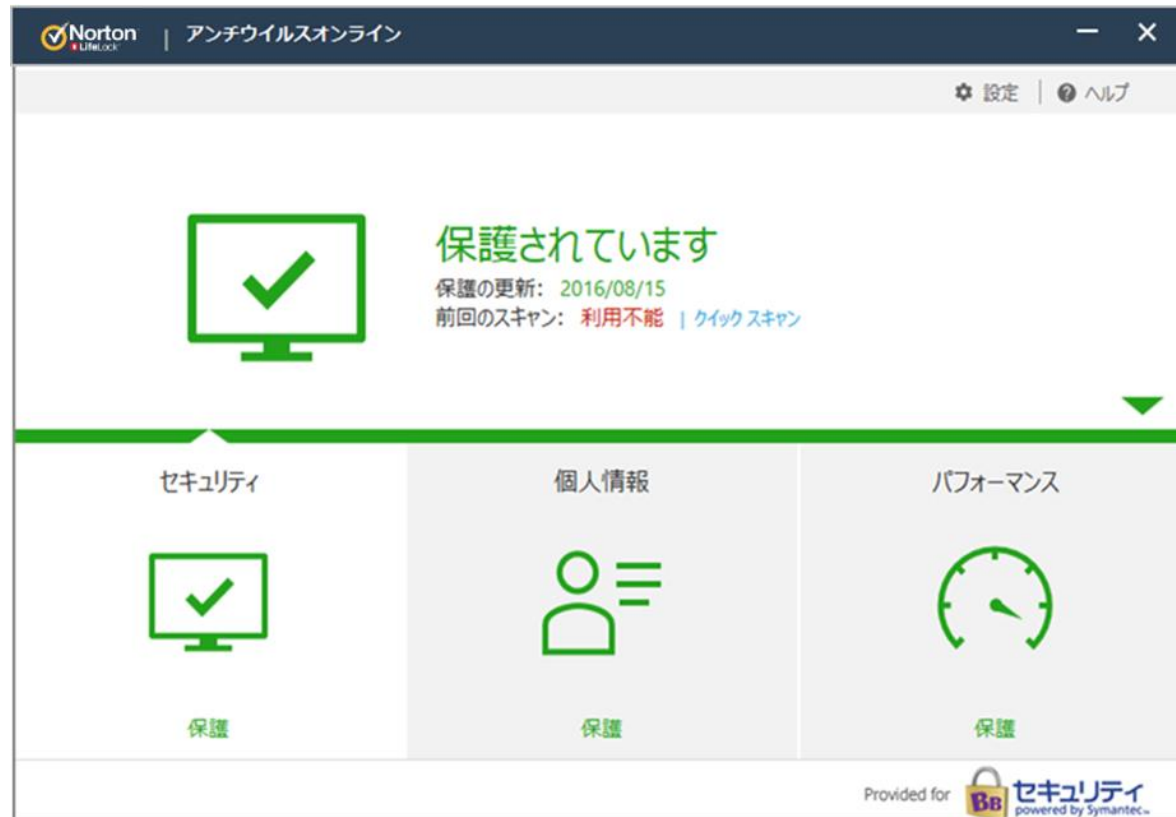 Norton | アンチウイルスオンライン
LifeLock
設定 | ヘルプ
保護されています
保護の更新: 2016/08/15
前回のスキャン: 利用不能 | クイック スキャン
セキュリティ 個人情報 パフォーマンス
保護 保護 保護
Provided for BB セキュリティ
powered by Symantec